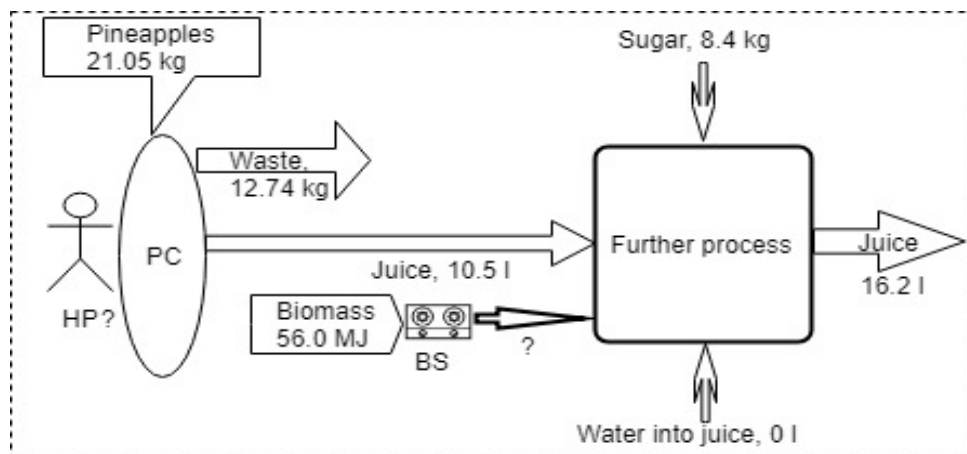 Pineapples
21.05 kg
Sugar, 8.4 kg
Waste,
12.74 kg
PC
Further process
Juice
Juice, 10.5 l
16.2 l
HP?
Biomass
56.0 MJ
?
BS
Water into juice, 0 l